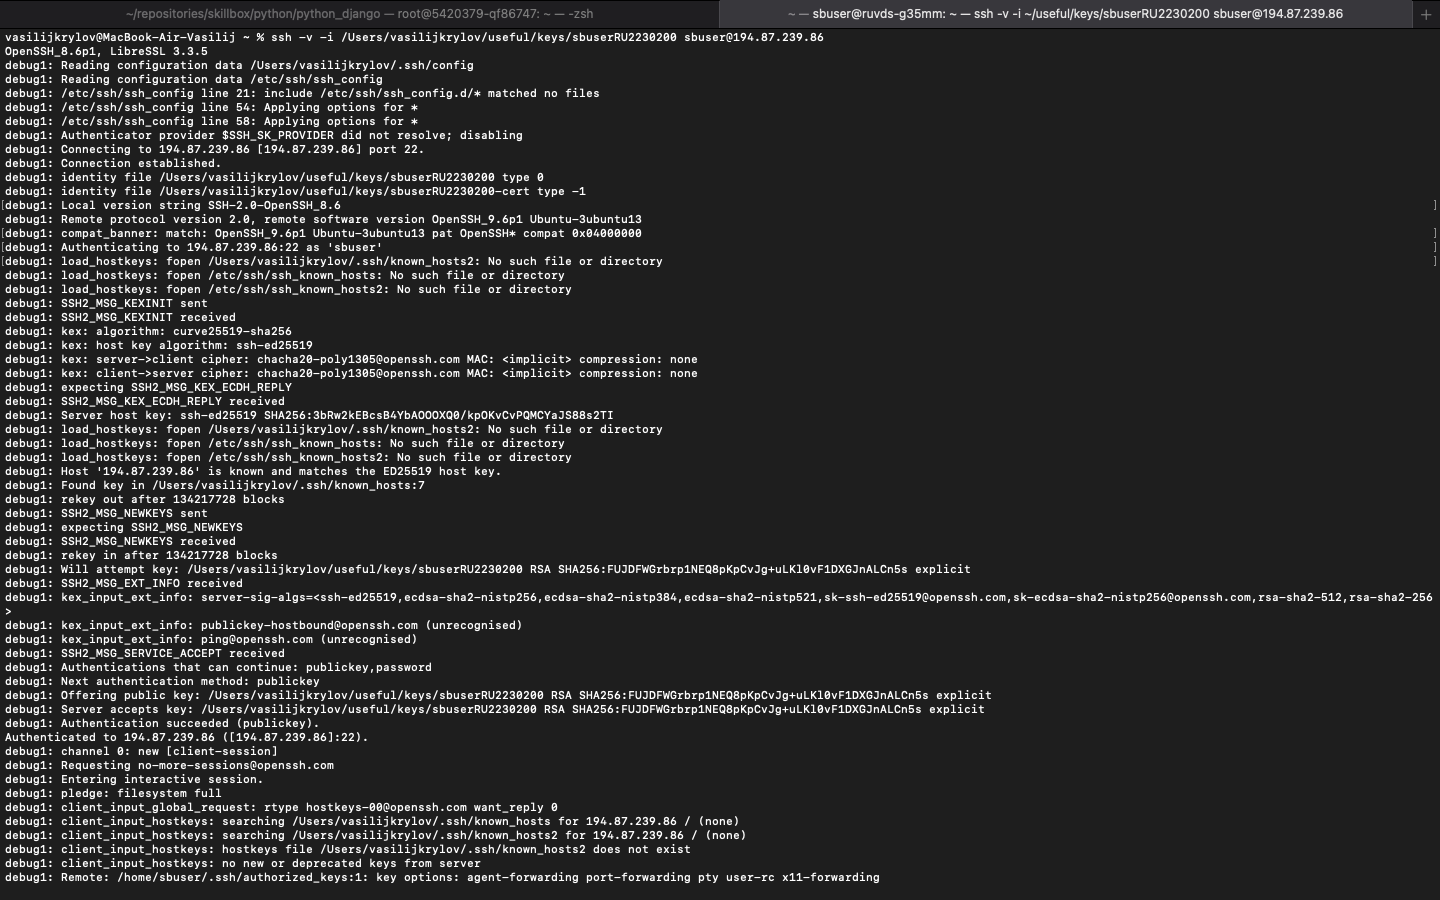 ~/repositories/skillbox/python/python_django — root@5420379-qf86747: ~ — -zsh
~ — sbuser@ruvds-g35mm: ~ — ssh -v -i ~/useful/keys/sbuserRU2230200 sbuser@194.87.239.86
vasilijkrylov@MacBook-Air-Vasilij ~ % ssh -v -i /Users/vasilijkrylov/useful/keys/sbuserRU2230200 sbuser@194.87.239.86
OpenSSH_8.6p1, LibreSSL 3.3.5
debug1: Reading configuration data /Users/vasilijkrylov/.ssh/config
debug1: Reading configuration data /etc/ssh/ssh_config
debug1: /etc/ssh/ssh_config line 21: include /etc/ssh/ssh_config.d/* matched no files
debug1: /etc/ssh/ssh_config line 54: Applying options for *
debug1: /etc/ssh/ssh_config line 58: Applying options for *
debug1: Authenticator provider $SSH_SK_PROVIDER did not resolve; disabling
debug1: Connecting to 194.87.239.86 [194.87.239.86] port 22.
debug1: Connection established.
debug1: identity file /Users/vasilijkrylov/useful/keys/sbuserRU2230200 type 0
debug1: identity file /Users/vasilijkrylov/useful/keys/sbuserRU2230200-cert type -1
[debug1: Local version string SSH-2.0-OpenSSH_8.6 ]
debug1: Remote protocol version 2.0, remote software version OpenSSH_9.6p1 Ubuntu-3ubuntu13
[debug1: compat_banner: match: OpenSSH_9.6p1 Ubuntu-3ubuntu13 pat OpenSSH* compat 0x04000000 ]
[debug1: Authenticating to 194.87.239.86:22 as 'sbuser' ]
[debug1: load_hostkeys: fopen /Users/vasilijkrylov/.ssh/known_hosts2: No such file or directory ]
debug1: load_hostkeys: fopen /etc/ssh/ssh_known_hosts: No such file or directory
debug1: load_hostkeys: fopen /etc/ssh/ssh_known_hosts2: No such file or directory
debug1: SSH2_MSG_KEXINIT sent
debug1: SSH2_MSG_KEXINIT received
debug1: kex: algorithm: curve25519-sha256
debug1: kex: host key algorithm: ssh-ed25519
debug1: kex: server->client cipher: chacha20-poly1305@openssh.com MAC: <implicit> compression: none
debug1: kex: client->server cipher: chacha20-poly1305@openssh.com MAC: <implicit> compression: none
debug1: expecting SSH2_MSG_KEX_ECDH_REPLY
debug1: SSH2_MSG_KEX_ECDH_REPLY received
debug1: Server host key: ssh-ed25519 SHA256:3bRw2kEBcsB4YbAOOOXQ0/kpOKvCvPQMCYaJS88s2TI
debug1: load_hostkeys: fopen /Users/vasilijkrylov/.ssh/known_hosts2: No such file or directory
debug1: load_hostkeys: fopen /etc/ssh/ssh_known_hosts: No such file or directory
debug1: load_hostkeys: fopen /etc/ssh/ssh_known_hosts2: No such file or directory
debug1: Host '194.87.239.86' is known and matches the ED25519 host key.
debug1: Found key in /Users/vasilijkrylov/.ssh/known_hosts:7
debug1: rekey out after 134217728 blocks
debug1: SSH2_MSG_NEWKEYS sent
debug1: expecting SSH2_MSG_NEWKEYS
debug1: SSH2_MSG_NEWKEYS received
debug1: rekey in after 134217728 blocks
debug1: Will attempt key: /Users/vasilijkrylov/useful/keys/sbuserRU2230200 RSA SHA256:FUJDFWGrbrp1NEQ8pKpCvJg+uLKl0vF1DXGJnALCn5s explicit
debug1: SSH2_MSG_EXT_INFO received
debug1: kex_input_ext_info: server-sig-algs=<ssh-ed25519,ecdsa-sha2-nistp256,ecdsa-sha2-nistp384,ecdsa-sha2-nistp521,sk-ssh-ed25519@openssh.com,sk-ecdsa-sha2-nistp256@openssh.com,rsa-sha2-512,rsa-sha2-256
>
debug1: kex_input_ext_info: publickey-hostbound@openssh.com (unrecognised)
debug1: kex_input_ext_info: ping@openssh.com (unrecognised)
debug1: SSH2_MSG_SERVICE_ACCEPT received
debug1: Authentications that can continue: publickey,password
debug1: Next authentication method: publickey
debug1: Offering public key: /Users/vasilijkrylov/useful/keys/sbuserRU2230200 RSA SHA256:FUJDFWGrbrp1NEQ8pKpCvJg+uLKl0vF1DXGJnALCn5s explicit
debug1: Server accepts key: /Users/vasilijkrylov/useful/keys/sbuserRU2230200 RSA SHA256:FUJDFWGrbrp1NEQ8pKpCvJg+uLKl0vF1DXGJnALCn5s explicit
debug1: Authentication succeeded (publickey).
Authenticated to 194.87.239.86 ([194.87.239.86]:22).
debug1: channel 0: new [client-session]
debug1: Requesting no-more-sessions@openssh.com
debug1: Entering interactive session.
debug1: pledge: filesystem full
debug1: client_input_global_request: rtype hostkeys-00@openssh.com want_reply 0
debug1: client_input_hostkeys: searching /Users/vasilijkrylov/.ssh/known_hosts for 194.87.239.86 / (none)
debug1: client_input_hostkeys: searching /Users/vasilijkrylov/.ssh/known_hosts2 for 194.87.239.86 / (none)
debug1: client_input_hostkeys: hostkeys file /Users/vasilijkrylov/.ssh/known_hosts2 does not exist
debug1: client_input_hostkeys: no new or deprecated keys from server
debug1: Remote: /home/sbuser/.ssh/authorized_keys:1: key options: agent-forwarding port-forwarding pty user-rc x11-forwarding